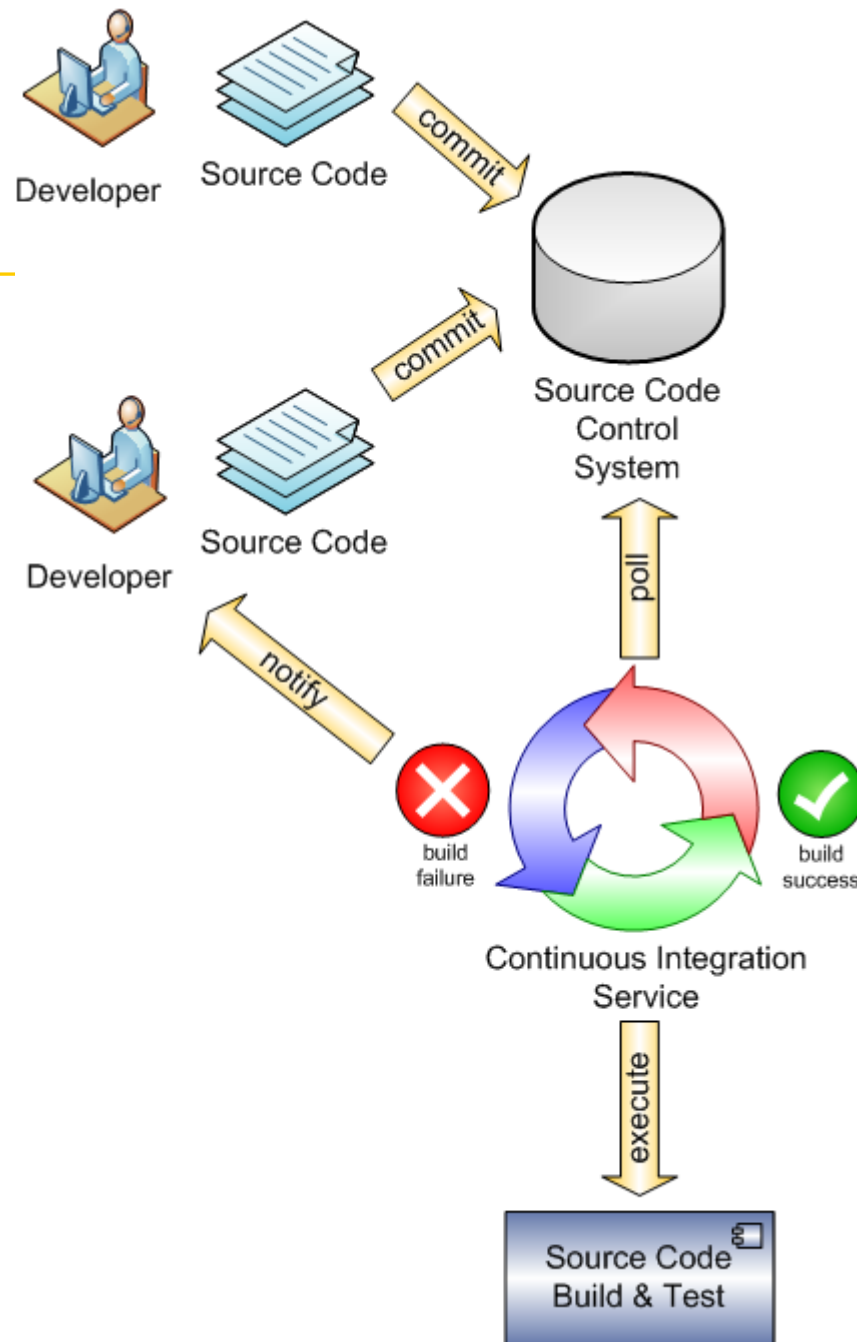 Developer
Source Code
commit
Source Code
Control
System
commit
Developer
Source Code
poll
notify
build
failure
build
success
Continuous Integration
Service
execute
Source Code
Build & Test